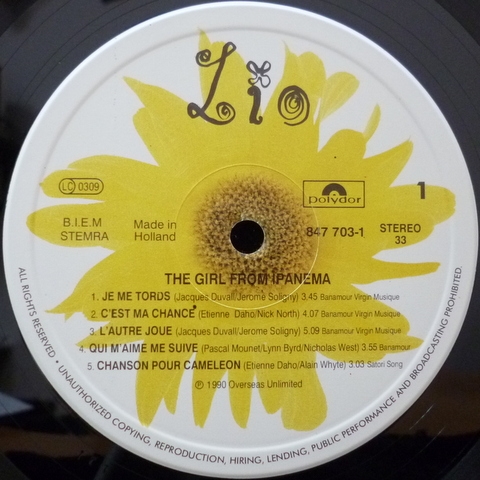 Lio
LC 0309
polydor
1
B.I.E.M
STEMRA
Made in
Holland
847 703-1
STEREO
33
THE GIRL FROM IPANEMA
1. JE ME TORDS (Jacques Duvall/Jerome Soligny) 3.45 Banamour Virgin Musique
2. C'EST MA CHANCE (Etienne Daho/Nick North) 4.07 Banamour Virgin Musique
3. L'AUTRE JOUE (Jacques Duvall/Jerome Soligny) 5.09 Banamour Virgin Musique
4. QUI M'AIME ME SUIVE (Pascal Mounet/Lynn Byrd/Nicholas West) 3.55 Banamour
5. CHANSON POUR CAMELEON (Etienne Daho/Alain Whyte) 3.03 Satori Song
℗ 1990 Overseas Unlimited
ALL RIGHTS RESERVED • UNAUTHORIZED COPYING, REPRODUCTION, HIRING, LENDING, PUBLIC PERFORMANCE AND BROADCASTING PROHIBITED.